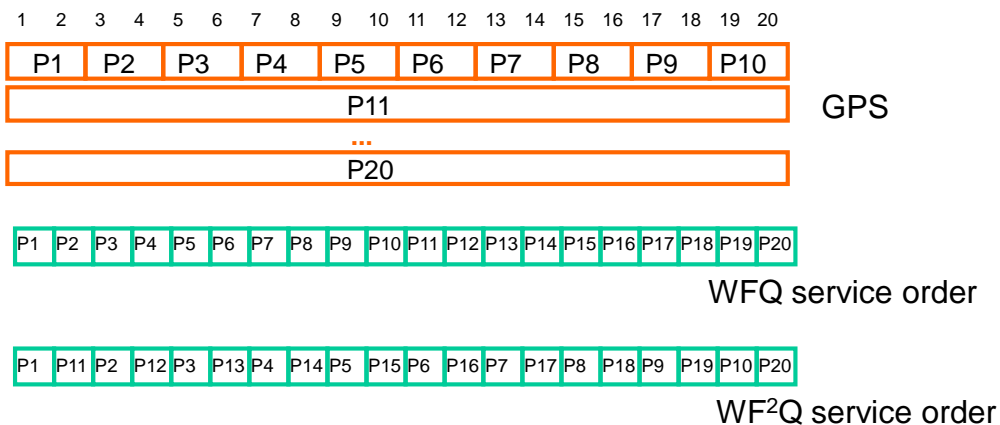 1 2 3 4 5 6 7 8 9 10 11 12 13 14 15 16 17 18 19 20
P1 P2 P3 P4 P5 P6 P7 P8 P9 P10
P11
GPS
...
P20
P1 P2 P3 P4 P5 P6 P7 P8 P9 P10 P11 P12 P13 P14 P15 P16 P17 P18 P19 P20
WFQ service order
P1 P11 P2 P12 P3 P13 P4 P14 P5 P15 P6 P16 P7 P17 P8 P18 P9 P19 P10 P20
WF²Q service order